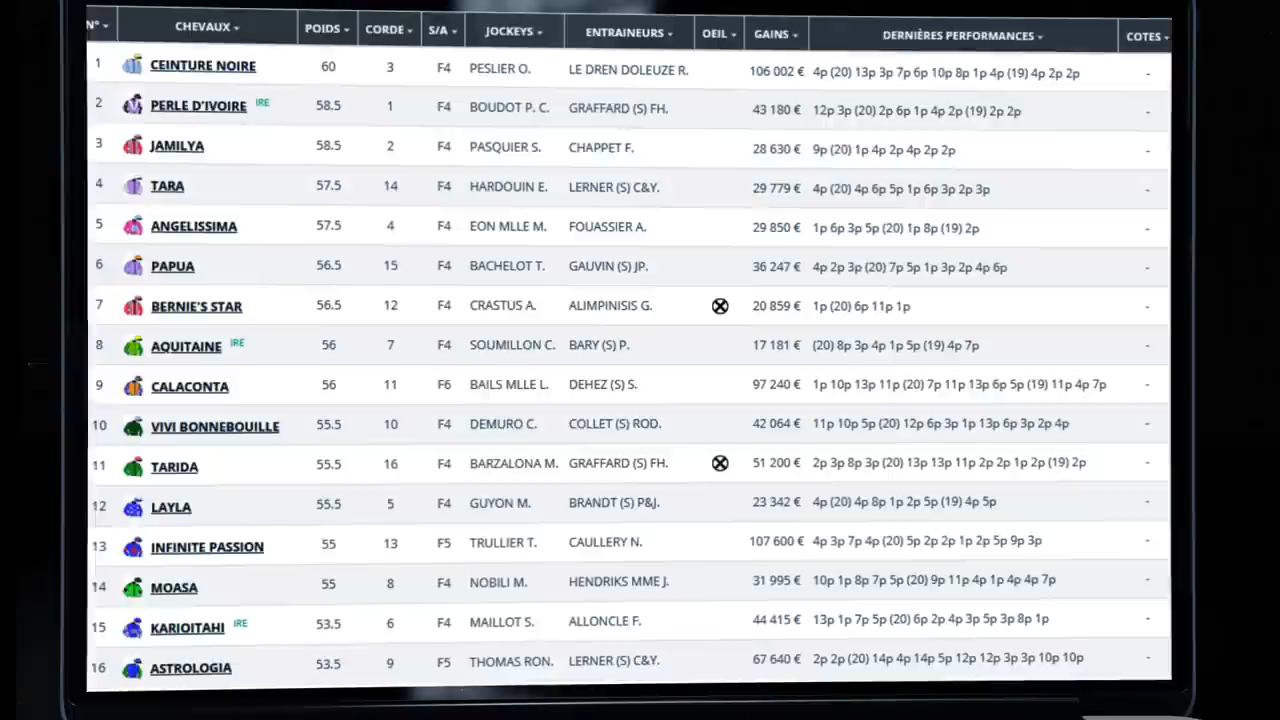 N° CHEVAUX POIDS CORDE S/A JOCKEYS ENTRAINEURS OEIL GAINS DERNIÈRES PERFORMANCES COTES
1 CEINTURE NOIRE 60 3 F4 PESLIER O. LE DREN DOLEUZE R. 106 002 € 4p (20) 13p 3p 7p 6p 10p 8p 1p 4p (19) 4p 2p 2p -
2 PERLE D'IVOIRE IRE 58.5 1 F4 BOUDOT P. C. GRAFFARD (S) FH. 43 180 € 12p 3p (20) 2p 6p 1p 4p 2p (19) 2p 2p -
3 JAMILYA 58.5 2 F4 PASQUIER S. CHAPPET F. 28 630 € 9p (20) 1p 4p 2p 4p 2p 2p -
4 TARA 57.5 14 F4 HARDOUIN E. LERNER (S) C&Y. 29 779 € 4p (20) 4p 6p 5p 1p 6p 3p 2p 3p -
5 ANGELISSIMA 57.5 4 F4 EON MLLE M. FOUASSIER A. 29 850 € 1p 6p 3p 5p (20) 1p 8p (19) 2p -
6 PAPUA 56.5 15 F4 BACHELOT T. GAUVIN (S) JP. 36 247 € 4p 2p 3p (20) 7p 5p 1p 3p 2p 4p 6p -
7 BERNIE'S STAR 56.5 12 F4 CRASTUS A. ALIMPINISIS G. 20 859 € 1p (20) 6p 11p 1p -
8 AQUITAINE IRE 56 7 F4 SOUMILLON C. BARY (S) P. 17 181 € (20) 8p 3p 4p 1p 5p (19) 4p 7p -
9 CALACONTA 56 11 F6 BAILS MLLE L. DEHEZ (S) S. 97 240 € 1p 10p 13p 11p (20) 7p 11p 13p 6p 5p (19) 11p 4p 7p -
10 VIVI BONNEBOUILLE 55.5 10 F4 DEMURO C. COLLET (S) ROD. 42 064 € 11p 10p 5p (20) 12p 6p 3p 1p 13p 6p 3p 2p 4p -
11 TARIDA 55.5 16 F4 BARZALONA M. GRAFFARD (S) FH. 51 200 € 2p 3p 8p 3p (20) 13p 13p 11p 2p 2p 1p 2p (19) 2p -
12 LAYLA 55.5 5 F4 GUYON M. BRANDT (S) P&J. 23 342 € 4p (20) 4p 8p 1p 2p 5p (19) 4p 5p -
13 INFINITE PASSION 55 13 F5 TRULLIER T. CAULLERY N. 107 600 € 4p 3p 7p 4p (20) 5p 2p 2p 1p 2p 5p 9p 3p -
14 MOASA 55 8 F4 NOBILI M. HENDRIKS MME J. 31 995 € 10p 1p 8p 7p 5p (20) 9p 11p 4p 1p 4p 4p 7p -
15 KARIOITAHI IRE 53.5 6 F4 MAILLOT S. ALLONCLE F. 44 415 € 13p 1p 7p 5p (20) 6p 2p 4p 3p 5p 3p 8p 1p -
16 ASTROLOGIA 53.5 9 F5 THOMAS RON. LERNER (S) C&Y. 67 640 € 2p 2p (20) 14p 4p 14p 5p 12p 12p 3p 3p 10p 10p -